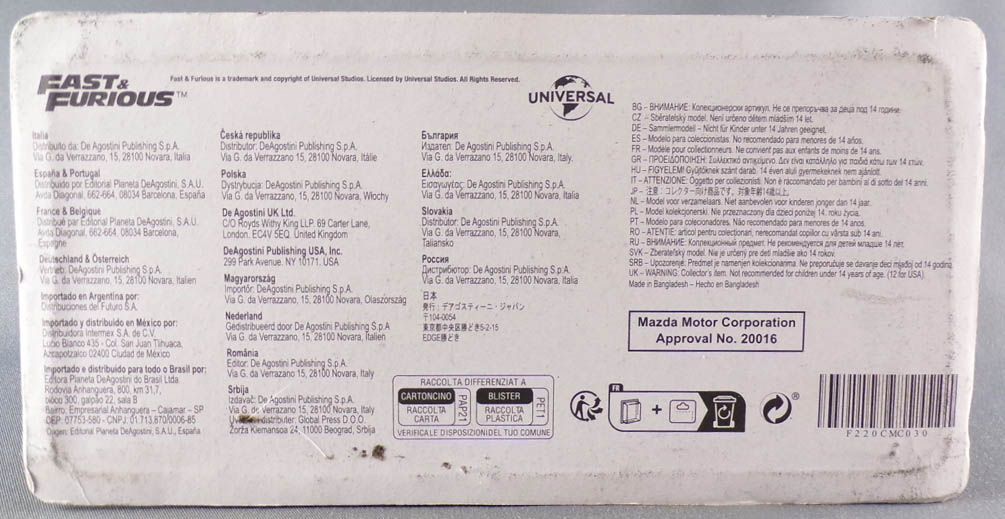 FAST & FURIOUS™
Fast & Furious is a trademark and copyright of Universal Studios. Licensed by Universal Studios. All Rights Reserved.
UNIVERSAL
Italia
Distribuito da: De Agostini Publishing S.p.A.
Via G. da Verrazzano, 15, 28100 Novara, Italia
España & Portugal
Distribuido por Editorial Planeta DeAgostini, S.A.U.
Avda Diagonal, 662-664, 08034 Barcelona, España
France & Belgique
Distribué par Editorial Planeta DeAgostini, S.A.U.
Avda Diagonal, 662-664, 08034 Barcelona,
Espagne
Deutschland & Österreich
Vertrieb: DeAgostini Publishing S.p.A.
Via G. da Verrazzano, 15, 28100 Novara, Italien
Importado en Argentina por:
Distribuciones del Futuro S.A.
Importado y distribuido en México por:
Distribuidora Intermex S.A. de C.V.
Lucio Blanco 435 - Col. San Juan Tlihuaca,
Azcapotzalco 02400 Ciudad de México
Importado e distribuido para todo o Brasil por:
Editora Planeta DeAgostini do Brasil Ltda
Rodovia Anhanguera, 800, km 31,7,
bloco 300, galpão 22, sala B
Bairro: Empresarial Anhanguera – Cajamar – SP
CEP: 07753-580 - CNPJ: 01.713.870/0006-85
Origen: Editorial Planeta DeAgostini, S.A.U., España
Česká republika
Distributor: DeAgostini Publishing S.p.A.
Via G. da Verrazzano, 15, 28100 Novara, Itálie
Polska
Dystrybucja: DeAgostini Publishing S.p.A.
Via G. da Verrazzano, 15, 28100 Novara, Włochy
De Agostini UK Ltd.
C/O Royds Withy King LLP. 69 Carter Lane,
London. EC4V 5EQ. United Kingdom
DeAgostini Publishing USA, Inc.
299 Park Avenue. NY 10171. USA
Magyarország
Importőr: DeAgostini Publishing S.p.A.
Via G. da Verrazzano, 15, 28100 Novara, Olaszország
Nederland
Gedistribueerd door De Agostini Publishing S.p.A.
Via G. da Verrazzano, 15, 28100 Novara, Italien
România
Editor: De Agostini Publishing S.p.A.
Via G. da Verrazzano, 15, 28100 Novara, Italy
Srbija
Izdavač: De Agostini Publishing S.p.A.
Via G. de Verrazzano, 15, 28100 Novara, Italy
distributer: Global Press D.O.O.
Žorža Klemansoa 24, 11000 Beograd, Srbija
България
Издател: De Agostini Publishing S.p.A.
Via G. da Verrazzano, 15, 28100 Novara, Italy.
Ελλάδα:
Εισαγωγέας: De Agostini Publishing S.p.A.
Via G. da Verrazzano, 15, 28100 Novara, Italy
Slovakia
Distributor: De Agostini Publishing S.p.A.
Via G. da Verrazzano, 15, 28100 Novara,
Taliansko
Россия
Дистрибютор: De Agostini Publishing S.p.A.
Via G. da Verrazzano, 15, 28100 Novara, Italia
日本
発行：デアゴスティーニ・ジャパン
〒104-0054
東京都中央区勝どき5-2-15
EDGE勝どき
BG – ВНИМАНИЕ: Колекционерски артикул. Не се препоръчва за деца под 14 години.
CZ – Sběratelský model. Není určeno dětem mladším 14 let.
DE – Sammlermodell - Nicht für Kinder unter 14 Jahren geeignet.
ES – Modelo para coleccionistas. No recomendado para menores de 14 años.
FR – Modèle pour collectionneurs. Ne convient pas aux enfants de moins de 14 ans.
GR – ΠΡΟΕΙΔΟΠΟΙΗΣΗ: Συλλεκτικό αντικείμενο. Δεν είναι κατάλληλο για παιδιά κάτω των 14 ετών.
HU – FIGYELEM! Gyűjtőknek szánt darab. 14 éven aluli gyermekeknek nem ajánlott.
IT – ATTENZIONE: Oggetto per collezionisti. Non è raccomandato per bambini al di sotto dei 14 anni.
JP – 注意：コレクター向け商品です。対象年齢14歳以上。
NL – Model voor verzamelaars. Niet aanbevolen voor kinderen jonger dan 14 jaar.
PL – Model kolekcjonerski. Nie przeznaczony dla dzieci poniżej 14. roku życia.
PT – Modelo para colecionadores. Não recomendado para menores de 14 anos.
RO – ATENTIE: articol pentru colecționari, nerecomandat copiilor cu vârsta sub 14 ani.
RU – ВНИМАНИЕ: Коллекционный предмет. Не рекомендуется для детей младше 14 лет.
SVK – Zberateľský model. Nie je určený pre deti mladšie ako 14 rokov.
SRB – Upozorenje: Predmet je namenjen kolekcionarima. Ne preporučuje se davanje deci mlađoj od 14 godina
UK – WARNING: Collector's item. Not recommended for children under 14 years of age. (12 for USA).
Made in Bangladesh – Hecho en Bangladesh
Mazda Motor Corporation
Approval No. 20016
RACCOLTA DIFFERENZIATA
CARTONCINO
RACCOLTA
CARTA
PAP21
BLISTER
RACCOLTA
PLASTICA
PET1
VERIFICA LE DISPOSIZIONI DEL TUO COMUNE
FR
+
®
F220CMC030